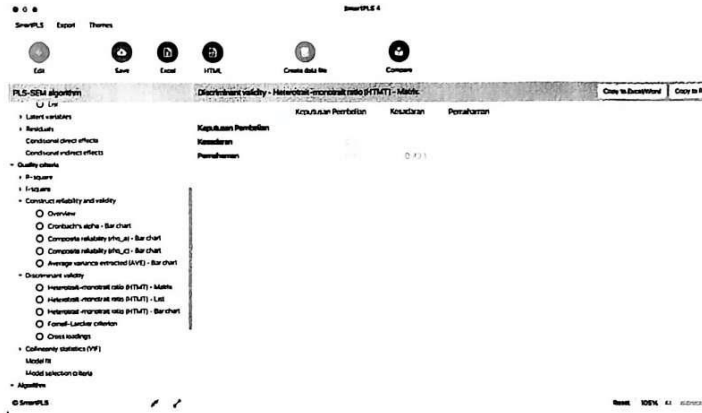 SmartPLS 4
SmartPLS Export Themes
Edit Save Excel HTML Create data file Compare
PLS-SEM algorithm
Discriminant validity - Heterotrait-monotrait ratio (HTMT) - Matrix
Copy to Excel/Word
Copy to R
Keputusan Pembelian Kesadaran Pemahaman
Keputusan Pembelian
Kesadaran
Pemahaman
List
Latent variables
Residuals
Conditional direct effects
Conditional indirect effects
Quality criteria
R-square
f-square
Construct reliability and validity
Overview
Cronbach's alpha - Bar chart
Composite reliability (rho_a) - Bar chart
Composite reliability (rho_c) - Bar chart
Average variance extracted (AVE) - Bar chart
Discriminant validity
Heterotrait-monotrait ratio (HTMT) - Matrix
Heterotrait-monotrait ratio (HTMT) - List
Heterotrait-monotrait ratio (HTMT) - Bar chart
Fornell-Larcker criterion
Cross loadings
Collinearity statistics (VIF)
Model fit
Model selection criteria
Algorithm
© SmartPLS
Reset 105%